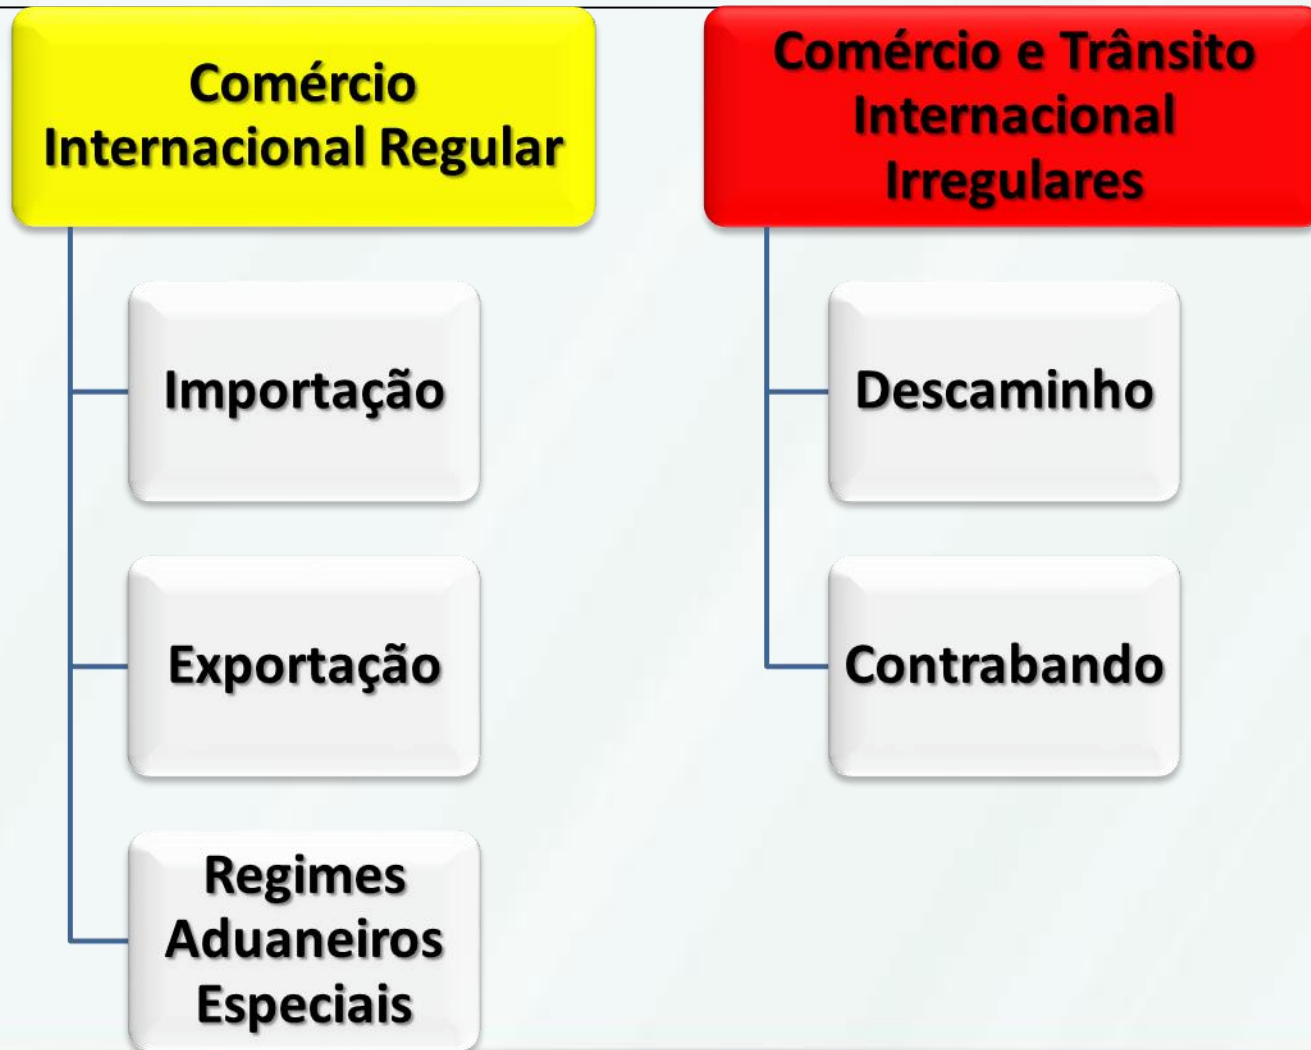 Comércio
Internacional Regular
Importação
Exportação
Regimes
Aduaneiros
Especiais
Comércio e Trânsito
Internacional
Irregulares
Descaminho
Contrabando